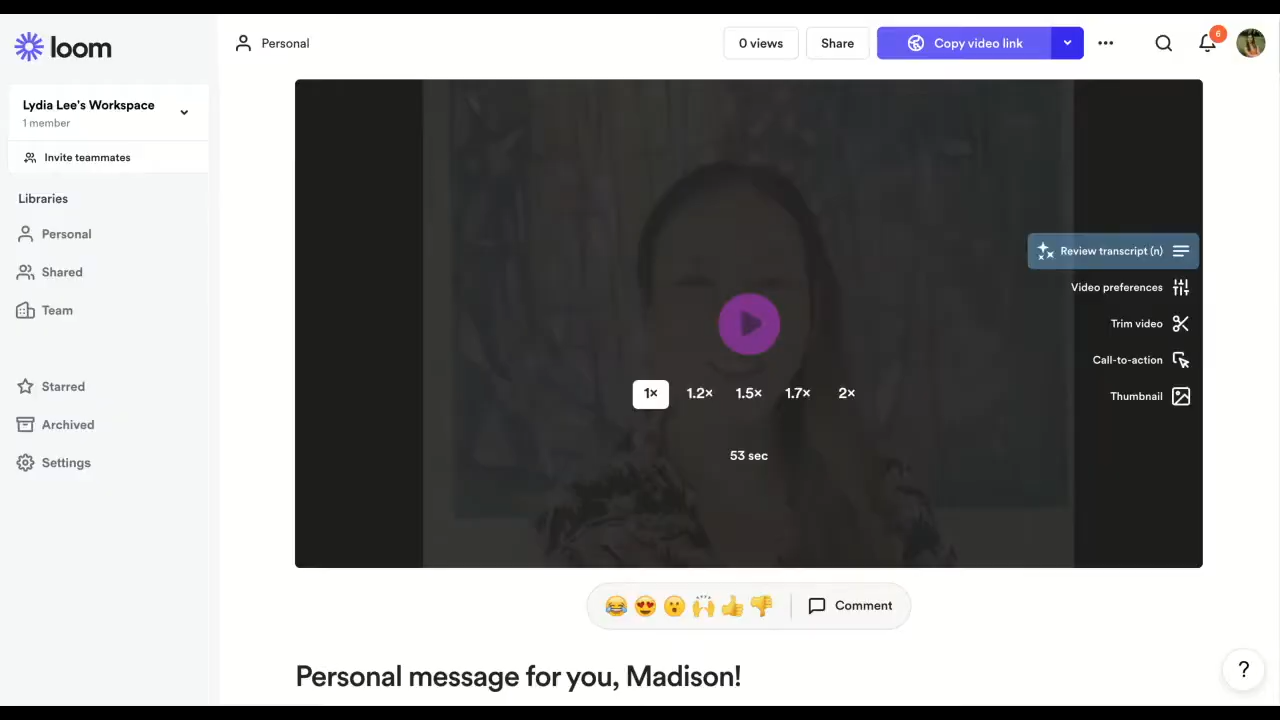 loom
Personal
0 views
Share
Copy video link
6
Lydia Lee's Workspace
1 member
Invite teammates
Libraries
Personal
Shared
Team
Starred
Archived
Settings
Review transcript (n)
Video preferences
Trim video
Call-to-action
Thumbnail
1× 1.2× 1.5× 1.7× 2×
53 sec
Comment
Personal message for you, Madison!
?